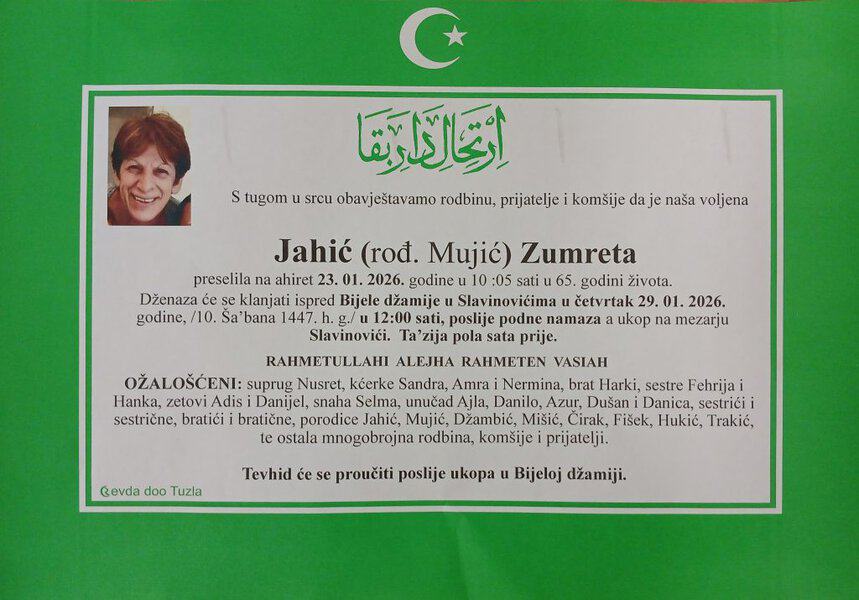 اِرْتِحَالِ دَارِ بَقَا
S tugom u srcu obavještavamo rodbinu, prijatelje i komšije da je naša voljena
Jahić (rođ. Mujić) Zumreta
preselila na ahiret 23. 01. 2026. godine u 10 :05 sati u 65. godini života.
Dženaza će se klanjati ispred Bijele džamije u Slavinovićima u četvrtak 29. 01. 2026.
godine, /10. Ša'bana 1447. h. g./ u 12:00 sati, poslije podne namaza a ukop na mezarju
Slavinovići. Ta'zija pola sata prije.
RAHMETULLAHI ALEJHA RAHMETEN VASIAH
OŽALOŠĆENI: suprug Nusret, kćerke Sandra, Amra i Nermina, brat Harki, sestre Fehrija i
Hanka, zetovi Adis i Danijel, snaha Selma, unučad Ajla, Danilo, Azur, Dušan i Danica, sestrići i
sestrične, bratići i bratične, porodice Jahić, Mujić, Džambić, Mišić, Čirak, Fišek, Hukić, Trakić,
te ostala mnogobrojna rodbina, komšije i prijatelji.
Tevhid će se proučiti poslije ukopa u Bijeloj džamiji.
evda doo Tuzla